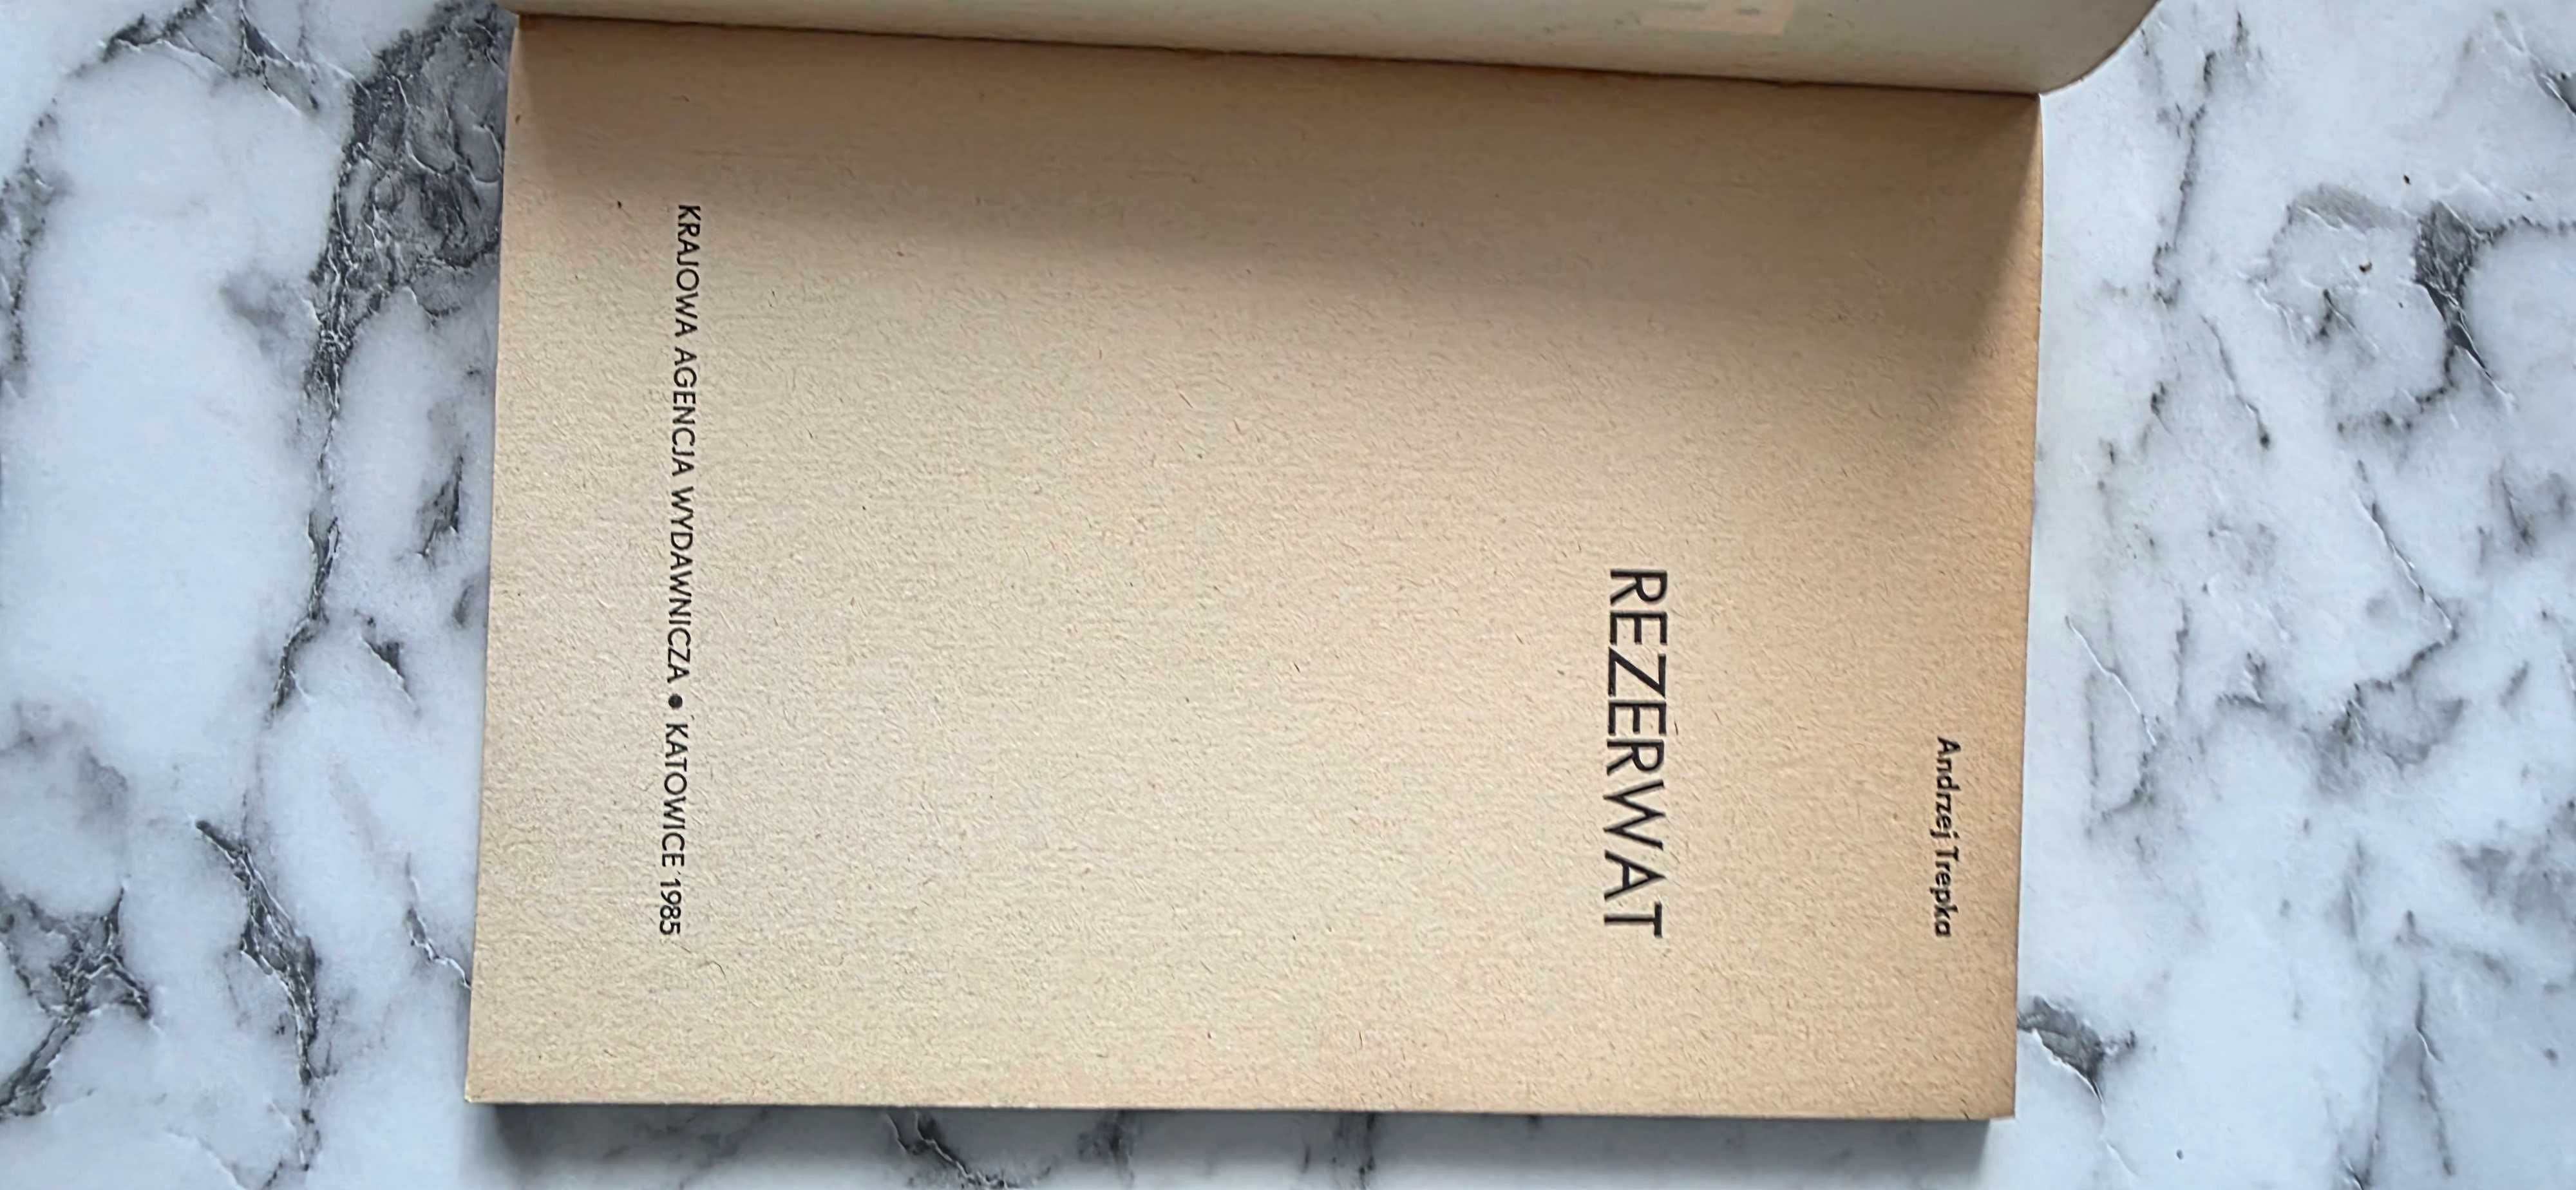 Andrzej Trepka
REZERWAT
KRAJOWA AGENCJA WYDAWNICZA ● KATOWICE 1985